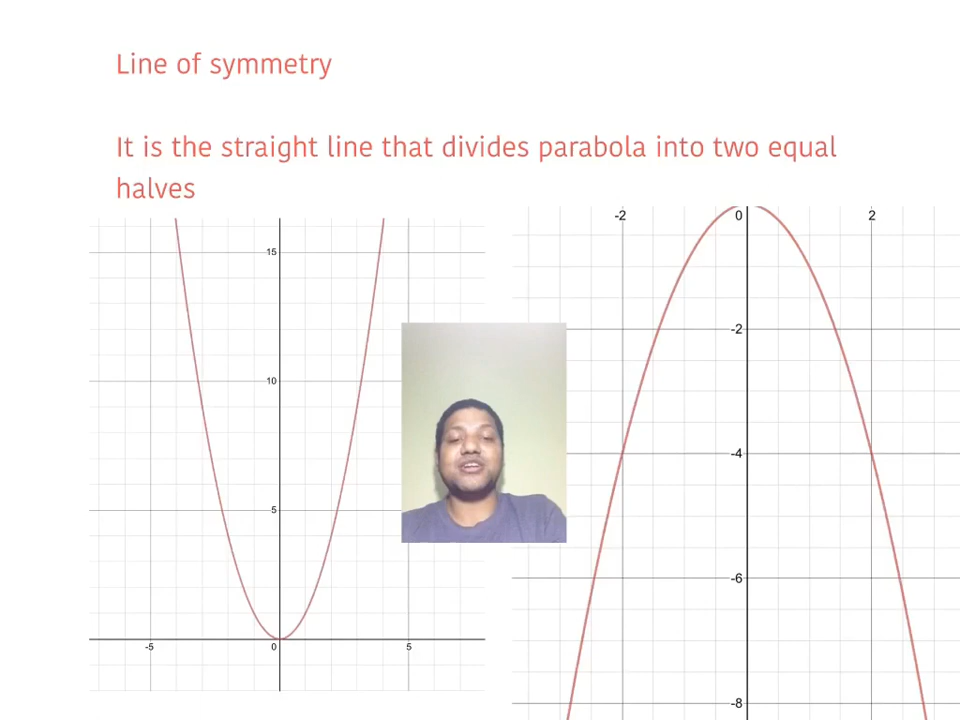 Line of symmetry
It is the straight line that divides parabola into two equal
halves
-2 0 2
15
-2
10
-4
5
-6
-5 0 5
-8